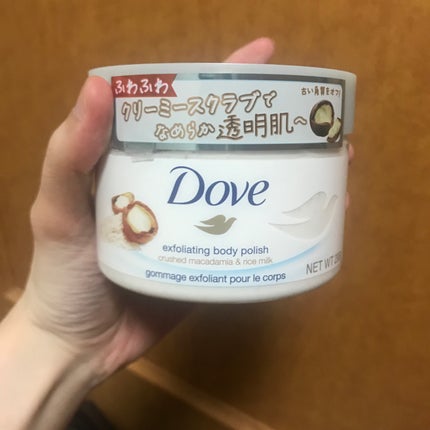 ふわふわ
クリーミースクラブで
なめらか透明肌〜
古い角質をオフ!
Dove
exfoliating body polish
crushed macadamia & rice milk
gommage exfoliant pour le corps
NET WT